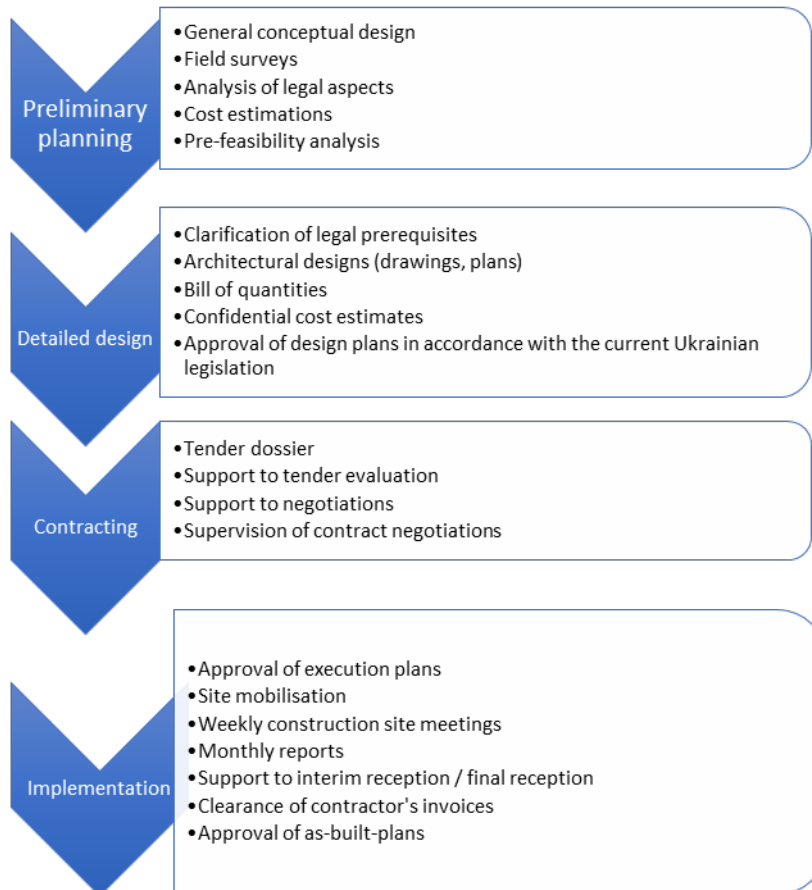 Preliminary
planning
•General conceptual design
•Field surveys
•Analysis of legal aspects
•Cost estimations
•Pre-feasibility analysis
Detailed design
•Clarification of legal prerequisites
•Architectural designs (drawings, plans)
•Bill of quantities
•Confidential cost estimates
•Approval of design plans in accordance with the current Ukrainian
legislation
Contracting
•Tender dossier
•Support to tender evaluation
•Support to negotiations
•Supervision of contract negotiations
Implementation
•Approval of execution plans
•Site mobilisation
•Weekly construction site meetings
•Monthly reports
•Support to interim reception / final reception
•Clearance of contractor's invoices
•Approval of as-built-plans